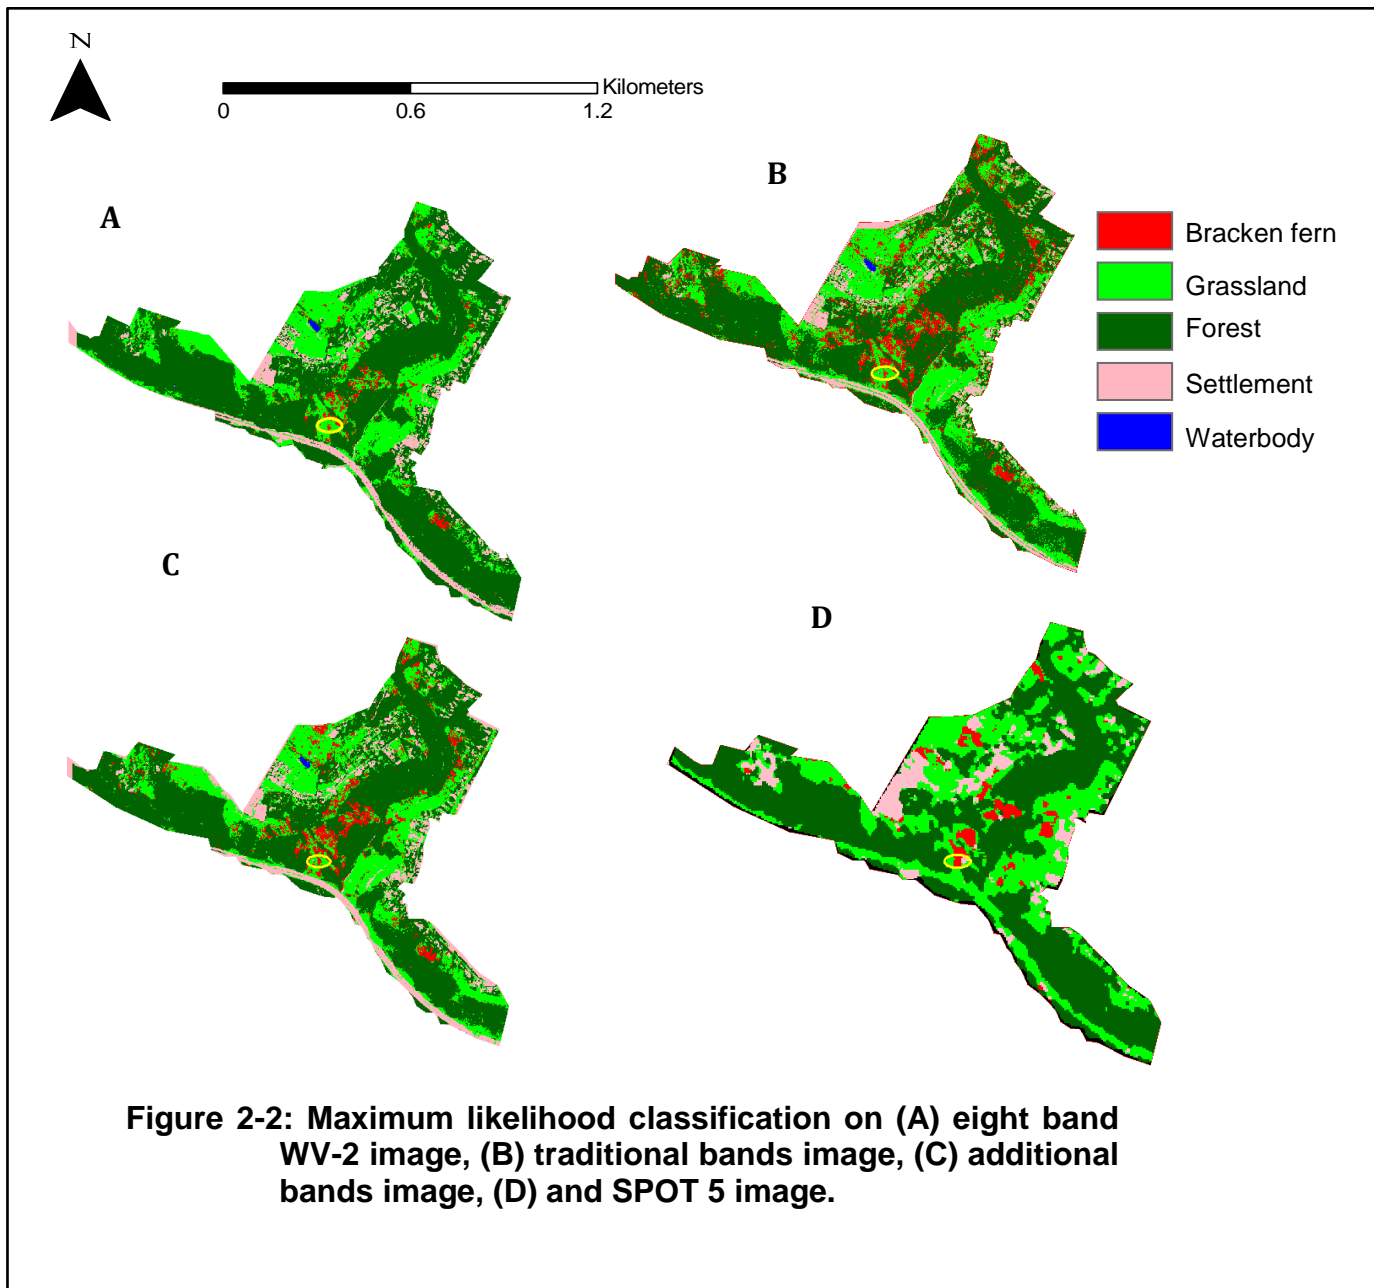 N
Kilometers
0 0.6 1.2
A
B
Bracken fern
Grassland
Forest
Settlement
Waterbody
C
D
Figure 2-2: Maximum likelihood classification on (A) eight band
WV-2 image, (B) traditional bands image, (C) additional
bands image, (D) and SPOT 5 image.